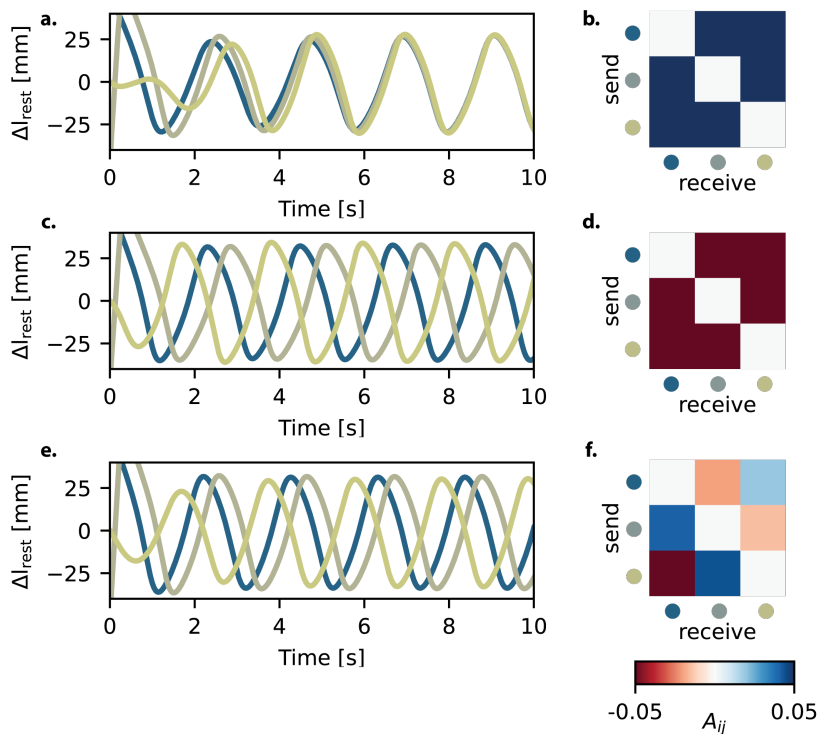 a.
Δl_rest [mm]
25
0
−25
0 2 4 6 8 10
Time [s]
b.
send
receive
c.
Δl_rest [mm]
25
0
−25
0 2 4 6 8 10
Time [s]
d.
send
receive
e.
Δl_rest [mm]
25
0
−25
0 2 4 6 8 10
Time [s]
f.
send
receive
-0.05 0.05
A_ij